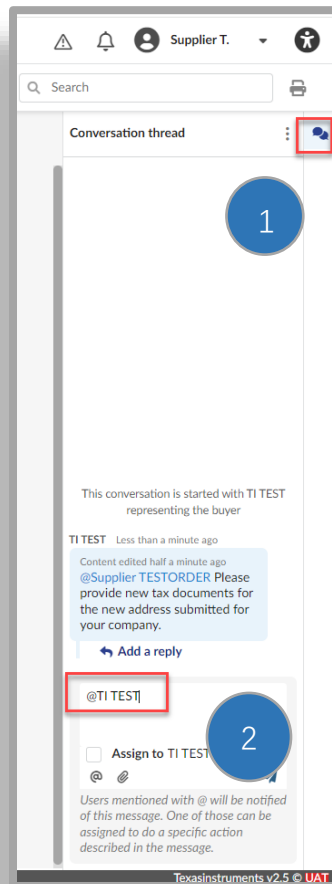 Supplier T.
Search
Conversation thread
1
This conversation is started with TI TEST
representing the buyer
TI TEST Less than a minute ago
Content edited half a minute ago
@Supplier TESTORDER Please
provide new tax documents for
the new address submitted for
your company.
Add a reply
@TI TEST
Assign to TI TEST
2
@
Users mentioned with @ will be notified
of this message. One of those can be
assigned to do a specific action
described in the message.
Texasinstruments v2.5 © UAT